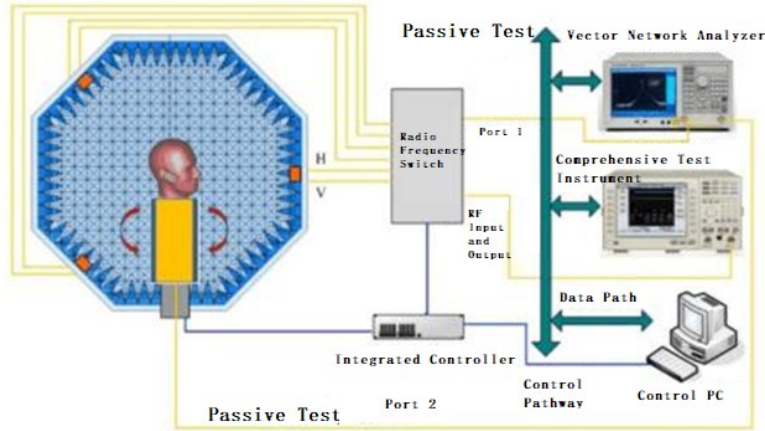 Passive Test
Vector Network Analyzer
Radio
Frequency
Switch
Port 1
H
V
Comprehensive Test
Instrument
RF
Input
and
Output
Data Path
Integrated Controller
Control
Pathway
Control PC
Port 2
Passive Test